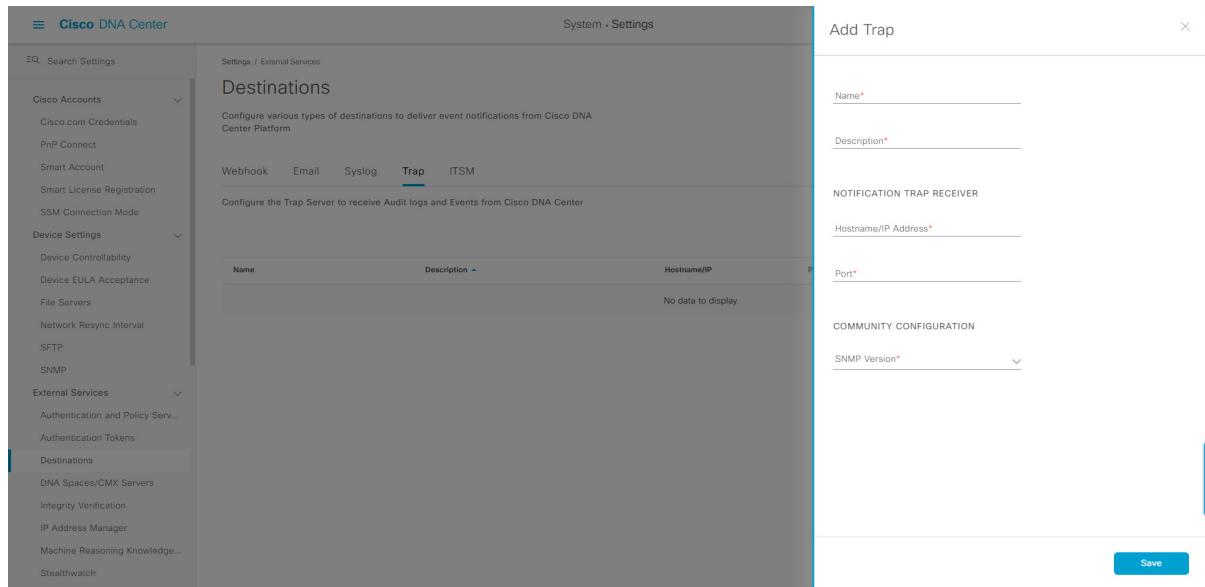 Cisco DNA Center
System · Settings
Search Settings
Cisco Accounts
Cisco.com Credentials
PnP Connect
Smart Account
Smart License Registration
SSM Connection Mode
Device Settings
Device Controllability
Device EULA Acceptance
File Servers
Network Resync Interval
SFTP
SNMP
External Services
Authentication and Policy Serv...
Authentication Tokens
Destinations
DNA Spaces/CMX Servers
Integrity Verification
IP Address Manager
Machine Reasoning Knowledge...
Stealthwatch
Settings / External Services
Destinations
Configure various types of destinations to deliver event notifications from Cisco DNA
Center Platform
Webhook Email Syslog Trap ITSM
Configure the Trap Server to receive Audit logs and Events from Cisco DNA Center
Name Description Hostname/IP P
No data to display
Add Trap
Name*
Description*
NOTIFICATION TRAP RECEIVER
Hostname/IP Address*
Port*
COMMUNITY CONFIGURATION
SNMP Version*
Save